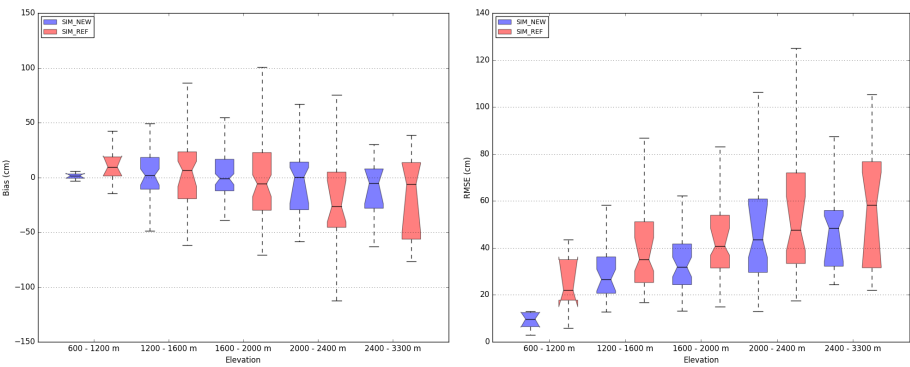 150
100
50
0
−50
−100
−150
Bias (cm)
SIM_NEW
SIM_REF
600 - 1200 m
1200 - 1600 m
1600 - 2000 m
2000 - 2400 m
2400 - 3300 m
Elevation
140
120
100
80
60
40
20
0
RMSE (cm)
SIM_NEW
SIM_REF
600 - 1200 m
1200 - 1600 m
1600 - 2000 m
2000 - 2400 m
2400 - 3300 m
Elevation